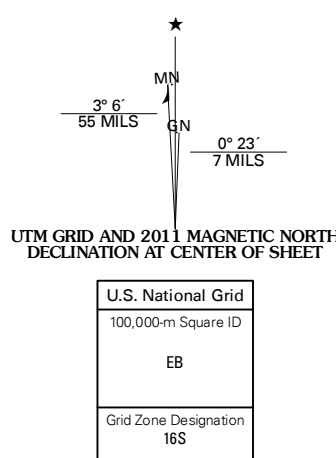 ★
MN
3° 6´
55 MILS
GN
0° 23´
7 MILS
UTM GRID AND 2011 MAGNETIC NORTH
DECLINATION AT CENTER OF SHEET
U.S. National Grid
100,000-m Square ID
EB
Grid Zone Designation
16S